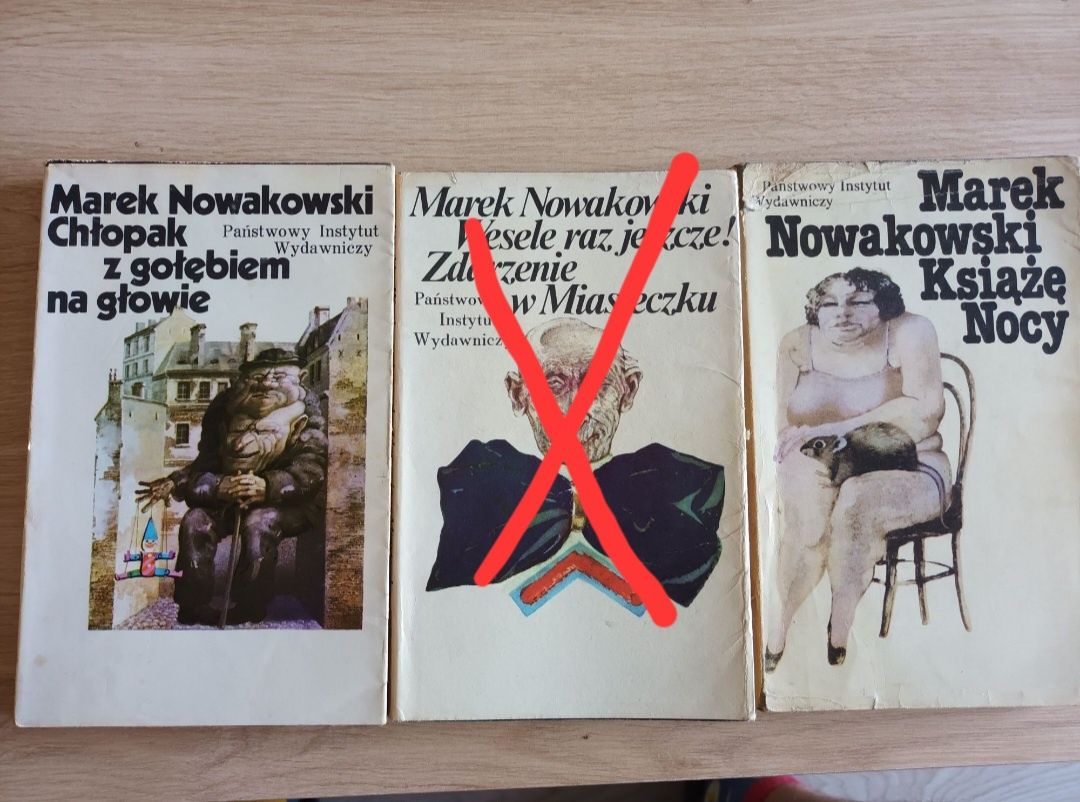 Marek Nowakowski
Chłopak
Państwowy Instytut
Wydawniczy
z gołębiem
na głowie
Marek Nowakowski
Wesele raz jeszcze!
Zdarzenie
w Miasteczku
Państwowy
Instytut
Wydawniczy
Państwowy Instytut
Wydawniczy
Marek
Nowakowski
Książę
Nocy